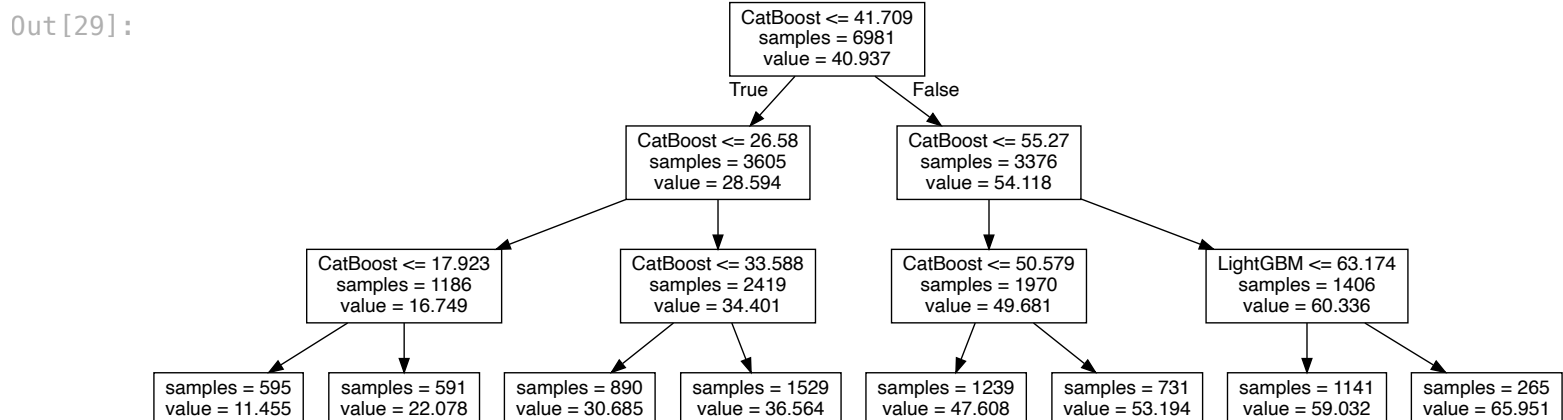 Out[29]:
CatBoost <= 41.709
samples = 6981
value = 40.937
True
False
CatBoost <= 26.58
samples = 3605
value = 28.594
CatBoost <= 55.27
samples = 3376
value = 54.118
CatBoost <= 17.923
samples = 1186
value = 16.749
CatBoost <= 33.588
samples = 2419
value = 34.401
CatBoost <= 50.579
samples = 1970
value = 49.681
LightGBM <= 63.174
samples = 1406
value = 60.336
samples = 595
value = 11.455
samples = 591
value = 22.078
samples = 890
value = 30.685
samples = 1529
value = 36.564
samples = 1239
value = 47.608
samples = 731
value = 53.194
samples = 1141
value = 59.032
samples = 265
value = 65.951